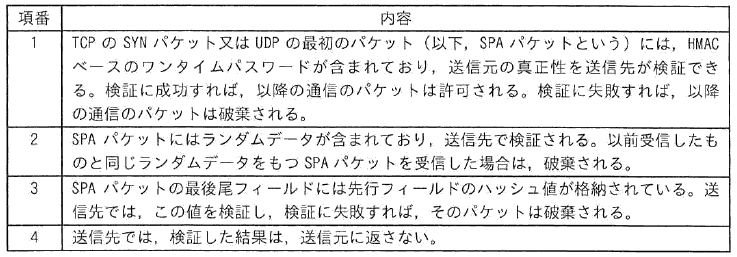 項番 内容
1 TCP の SYN パケット又は UDP の最初のパケット（以下，SPA パケットという）には，HMAC
ベースのワンタイムパスワードが含まれており，送信元の真正性を送信先が検証でき
る。検証に成功すれば，以降の通信のパケットは許可される。検証に失敗すれば，以降
の通信のパケットは破棄される。
2 SPA パケットにはランダムデータが含まれており，送信先で検証される。以前受信したも
のと同じランダムデータをもつ SPA パケットを受信した場合は，破棄される。
3 SPA パケットの最後尾フィールドには先行フィールドのハッシュ値が格納されている。送
信先では，この値を検証し，検証に失敗すれば，そのパケットは破棄される。
4 送信先では，検証した結果は，送信元に返さない。